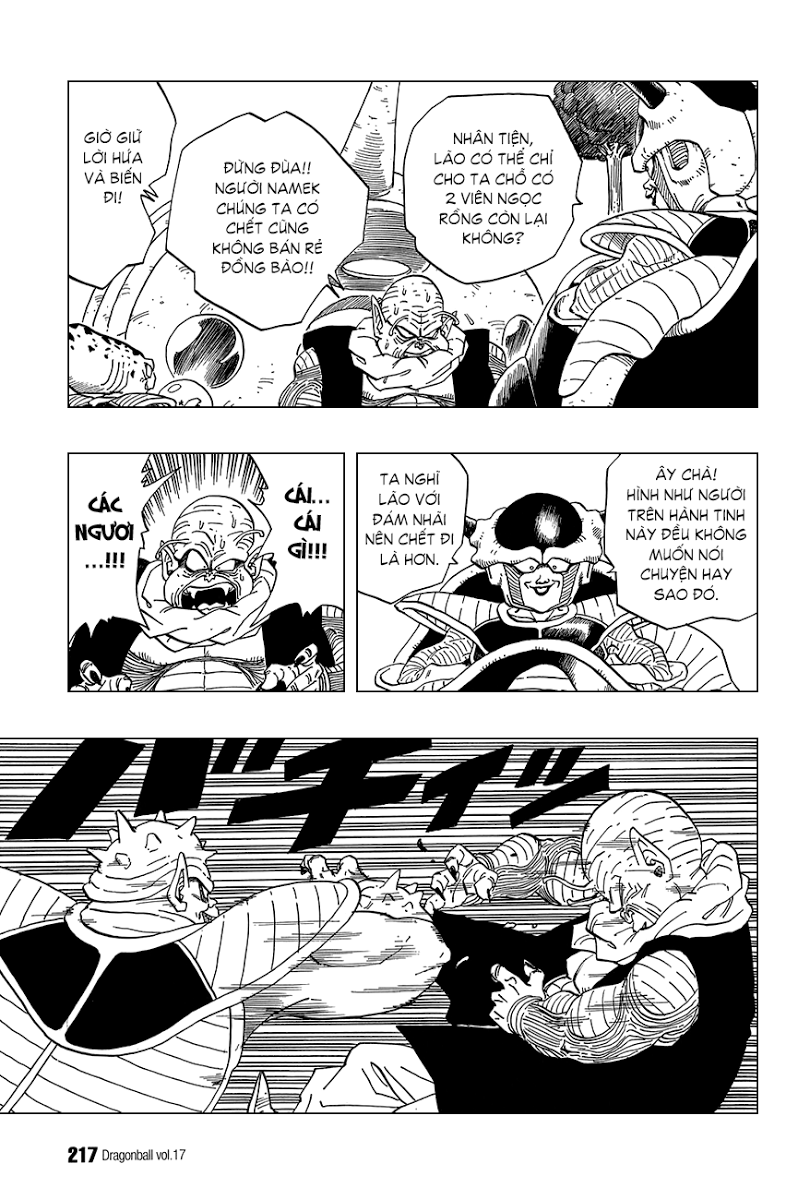 NHÂN TIỆN,
LÃO CÓ THỂ CHỈ
CHO TA CHỖ CÓ
2 VIÊN NGỌC
RỒNG CÒN LẠI
KHÔNG?
ĐỪNG ĐÙA!!
NGƯỜI NAMEK
CHÚNG TA CÓ
CHẾT CŨNG
KHÔNG BÁN RẺ
ĐỒNG BÀO!!
GIỜ GIỮ
LỜI HỨA
VÀ BIẾN
ĐI!
ÂY CHÀ!
HÌNH NHƯ NGƯỜI
TRÊN HÀNH TINH
NÀY ĐỀU KHÔNG
MUỐN NÓI
CHUYỆN HAY
SAO ĐÓ.
TA NGHĨ
LÃO VỚI
ĐÁM NHÃI
NÊN CHẾT ĐI
LÀ HƠN.
CÁI...
CÁI
GÌ!!!
CÁC
NGƯƠI
...!!!
バチィッ
217 Dragonball vol.17